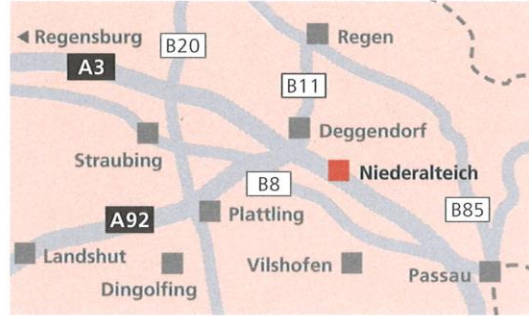 ◄ Regensburg
B20
Regen
A3
B11
Deggendorf
Straubing
Niederalteich
B8
A92
Plattling
B85
Landshut
Vilshofen
Passau
Dingolfing